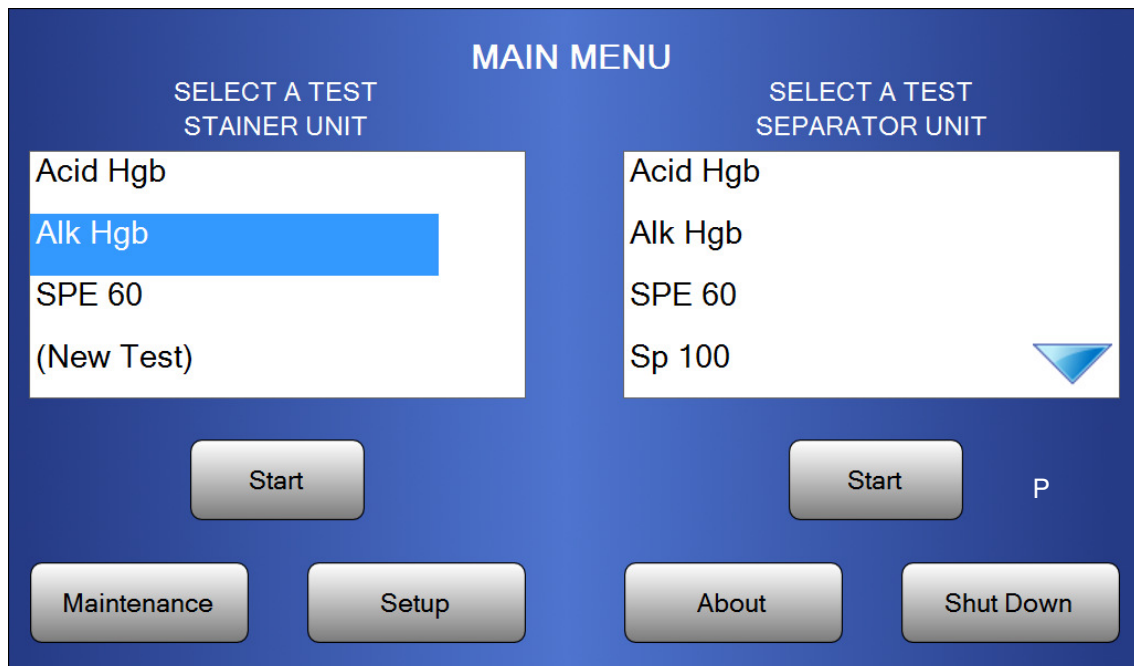 MAIN MENU
SELECT A TEST
STAINER UNIT
Acid Hgb
Alk Hgb
SPE 60
(New Test)
SELECT A TEST
SEPARATOR UNIT
Acid Hgb
Alk Hgb
SPE 60
Sp 100
Start
Start
P
Maintenance
Setup
About
Shut Down